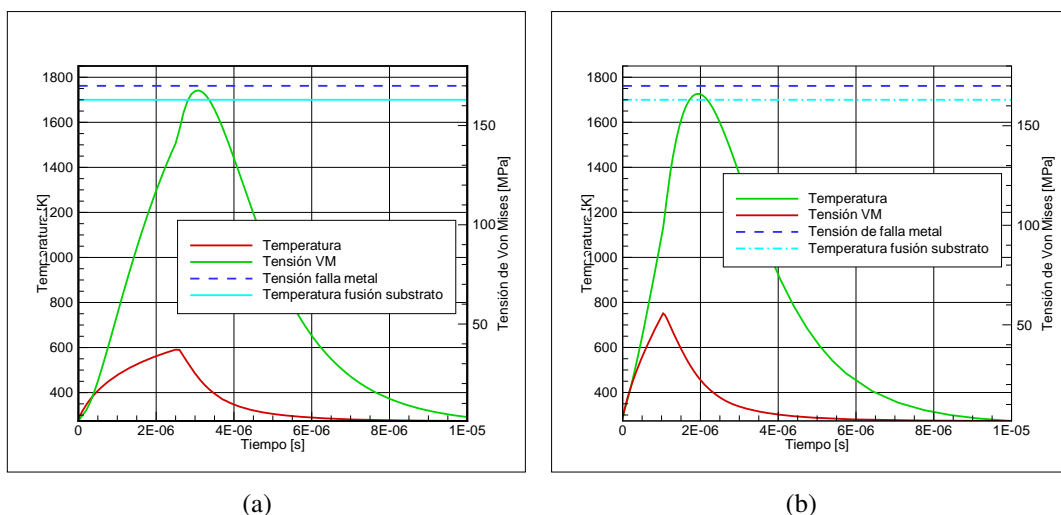 Temperatura [K]
1800
1600
1400
1200
1000
800
600
400
150
100
50
Tensión de Von Mises [MPa]
Temperatura
Tensión VM
Tensión falla metal
Temperatura fusión substrato
0
2E-06
4E-06
6E-06
8E-06
1E-05
Tiempo [s]
(a)
Temperatura [K]
1800
1600
1400
1200
1000
800
600
400
150
100
50
Tensión de Von Mises [MPa]
Temperatura
Tensión VM
Tensión de falla metal
Temperatura fusión substrato
0
2E-06
4E-06
6E-06
8E-06
1E-05
Tiempo [s]
(b)